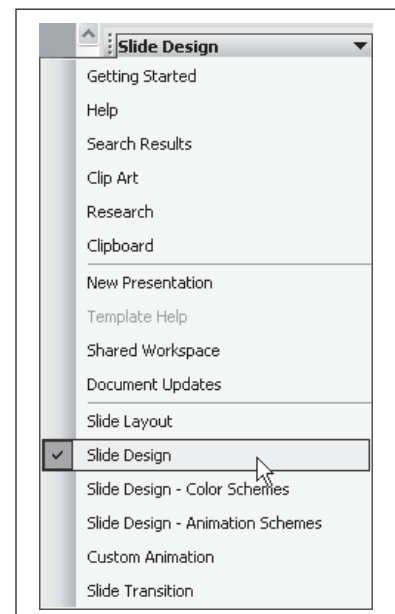 Slide Design
Getting Started
Help
Search Results
Clip Art
Research
Clipboard
New Presentation
Template Help
Shared Workspace
Document Updates
Slide Layout
Slide Design
Slide Design - Color Schemes
Slide Design - Animation Schemes
Custom Animation
Slide Transition